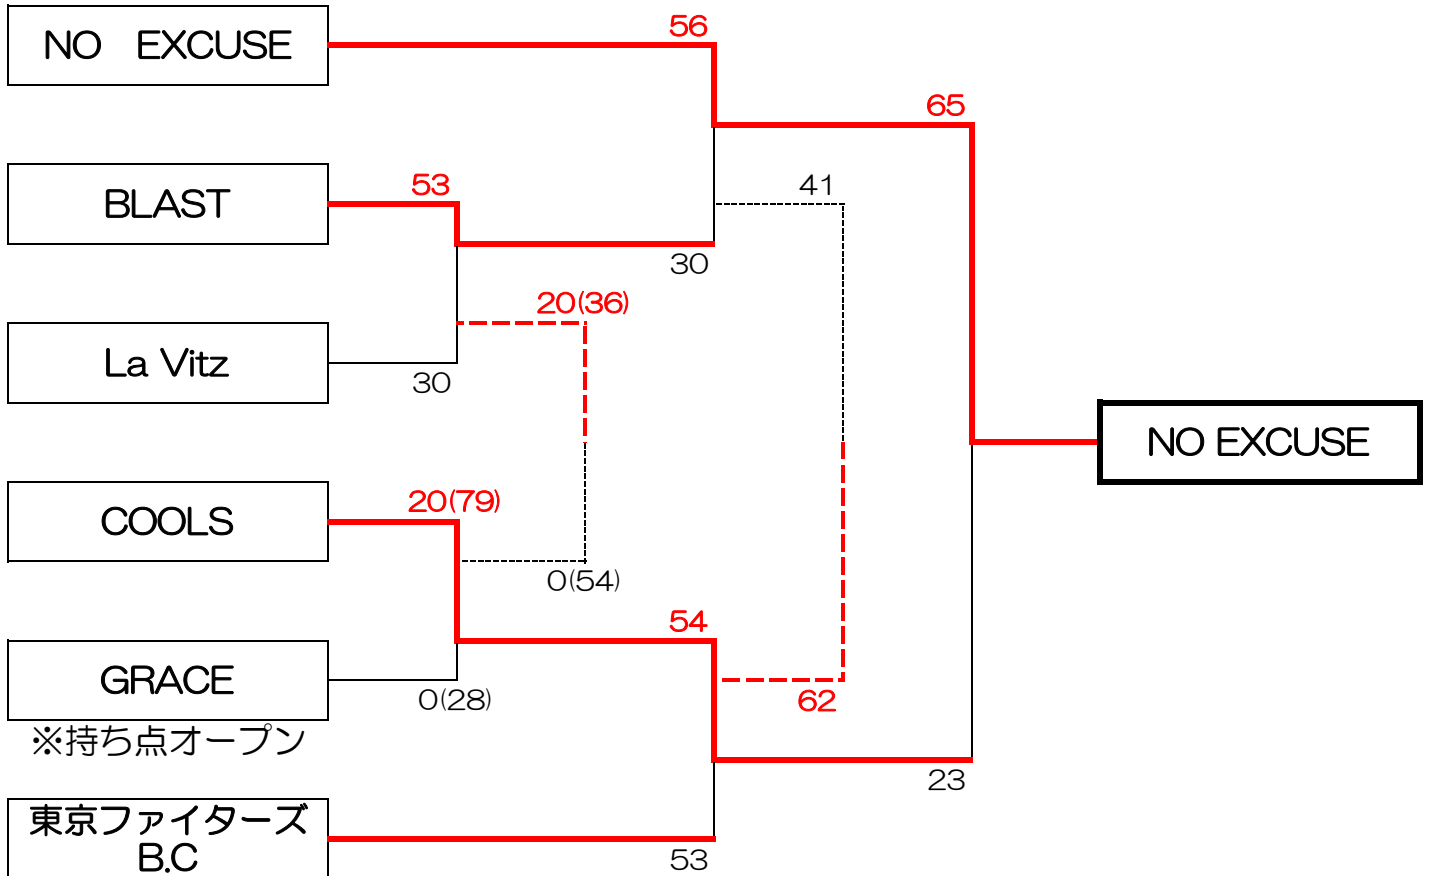 NO　EXCUSE
56
65
BLAST
53
41
30
20(36)
La Vitz
30
NO EXCUSE
COOLS
20(79)
0(54)
54
GRACE
0(28)
62
※持ち点オープン
23
東京ファイターズ
B.C
53